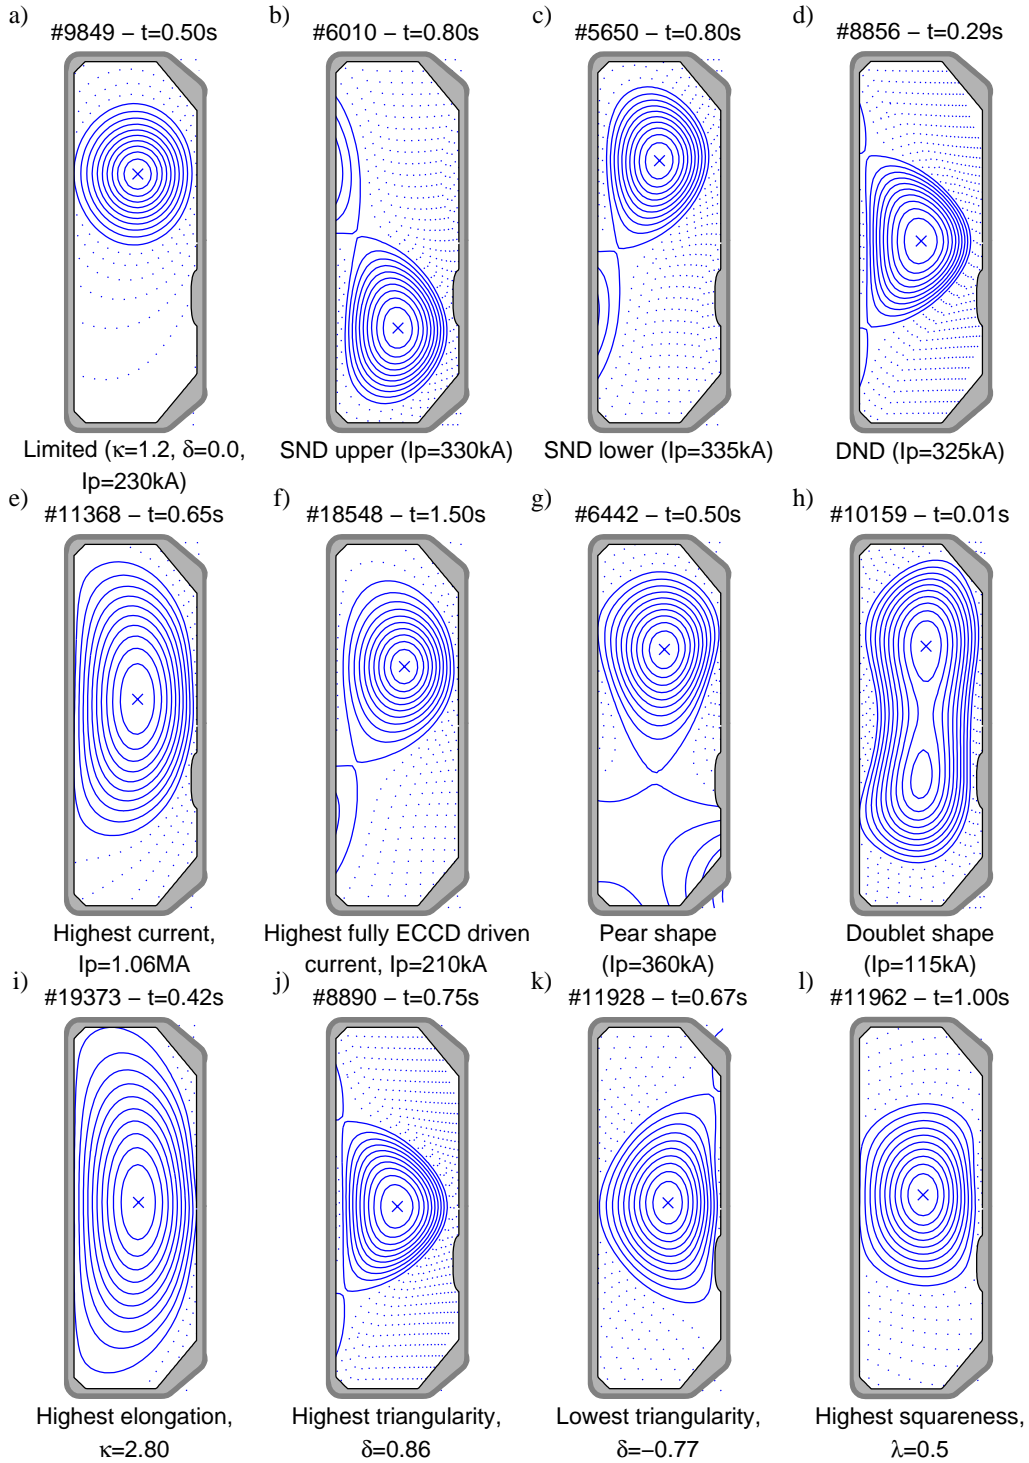 a)
#9849 − t=0.50s
Limited (κ=1.2, δ=0.0,
Ip=230kA)
b)
#6010 − t=0.80s
SND upper (Ip=330kA)
c)
#5650 − t=0.80s
SND lower (Ip=335kA)
d)
#8856 − t=0.29s
DND (Ip=325kA)
e)
#11368 − t=0.65s
Highest current,
Ip=1.06MA
f)
#18548 − t=1.50s
Highest fully ECCD driven
current, Ip=210kA
g)
#6442 − t=0.50s
Pear shape
(Ip=360kA)
h)
#10159 − t=0.01s
Doublet shape
(Ip=115kA)
i)
#19373 − t=0.42s
Highest elongation,
κ=2.80
j)
#8890 − t=0.75s
Highest triangularity,
δ=0.86
k)
#11928 − t=0.67s
Lowest triangularity,
δ=−0.77
l)
#11962 − t=1.00s
Highest squareness,
λ=0.5